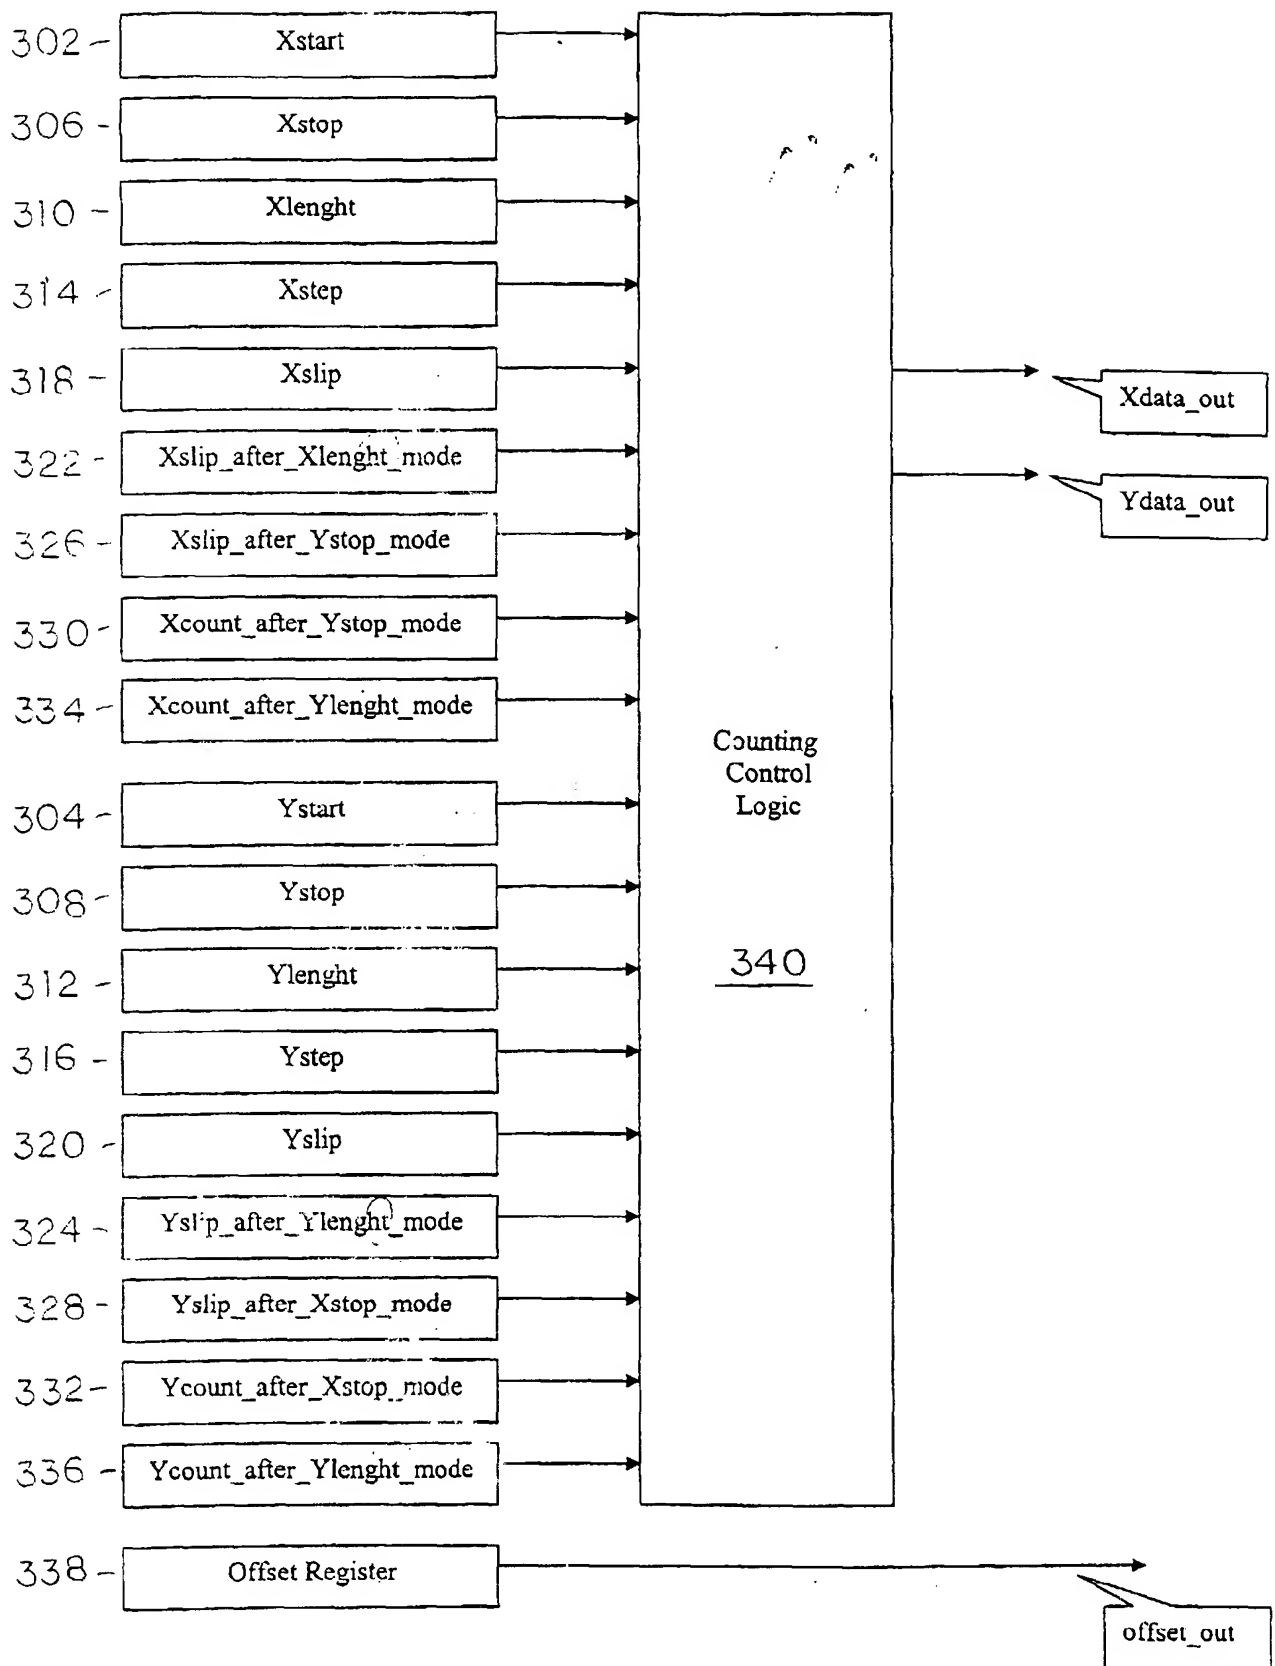 302 - Xstart
306 - Xstop
310 - Xlenght
314 - Xstep
318 - Xslip
322 - Xslip_after_Xlenght_mode
326 - Xslip_after_Ystop_mode
330 - Xcount_after_Ystop_mode
334 - Xcount_after_Ylenght_mode
304 - Ystart
308 - Ystop
312 - Ylenght
316 - Ystep
320 - Yslip
324 - Yslip_after_Ylenght_mode
328 - Yslip_after_Xstop_mode
332 - Ycount_after_Xstop_mode
336 - Ycount_after_Ylenght_mode
338 - Offset Register
Counting
Control
Logic
340
Xdata_out
Ydata_out
offset_out